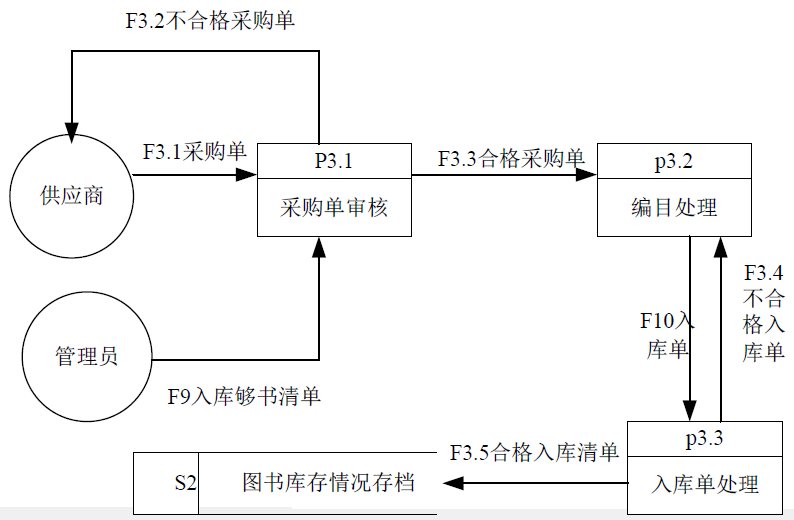 F3.2不合格采购单
F3.1采购单
P3.1
F3.3合格采购单
p3.2
供应商
采购单审核
编目处理
F3.4
不合
格入
库单
F10入
库单
管理员
F9入库够书清单
p3.3
F3.5合格入库清单
S2
图书库存情况存档
入库单处理